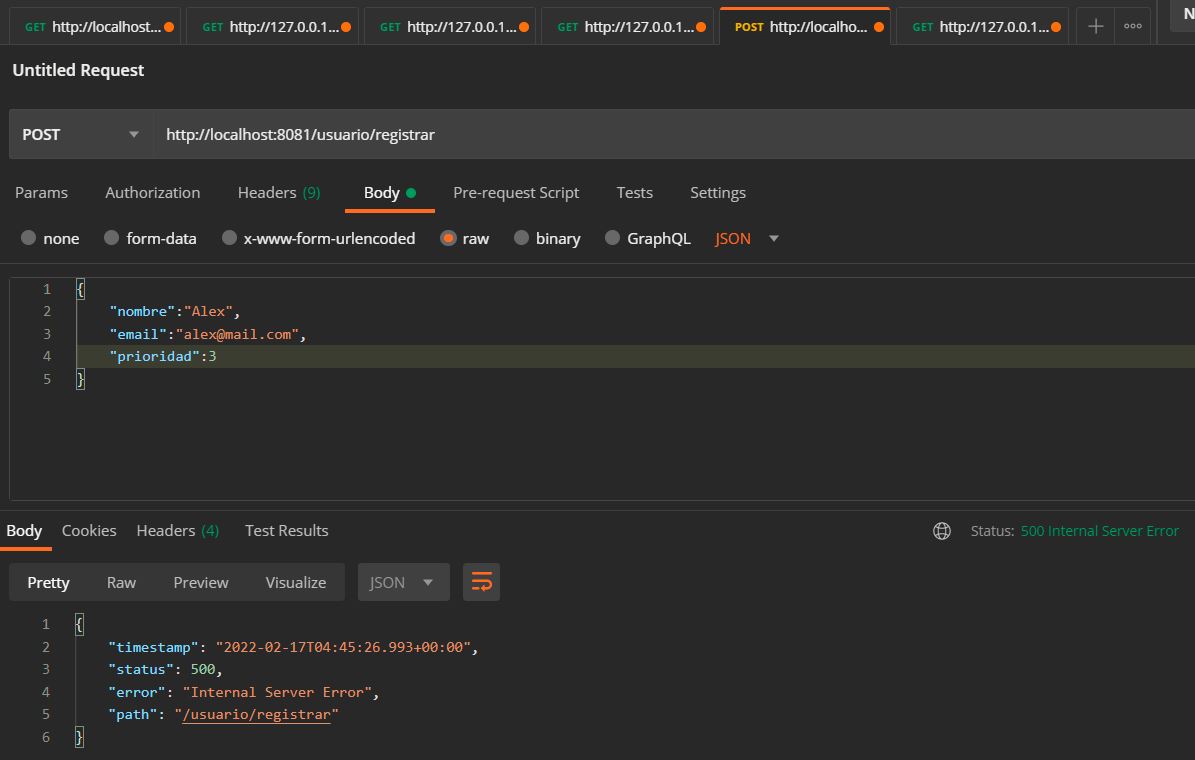 GET http://localhost... GET http://127.0.0.1... GET http://127.0.0.1... GET http://127.0.0.1... POST http://localho... GET http://127.0.0.1... + N
Untitled Request
POST http://localhost:8081/usuario/registrar
Params Authorization Headers (9) Body Pre-request Script Tests Settings
none form-data x-www-form-urlencoded raw binary GraphQL JSON
1 {
2 "nombre":"Alex",
3 "email":"alex@mail.com",
4 "prioridad":3
5 }
Body Cookies Headers (4) Test Results Status: 500 Internal Server Error
Pretty Raw Preview Visualize JSON
1 {
2 "timestamp": "2022-02-17T04:45:26.993+00:00",
3 "status": 500,
4 "error": "Internal Server Error",
5 "path": "/usuario/registrar"
6 }